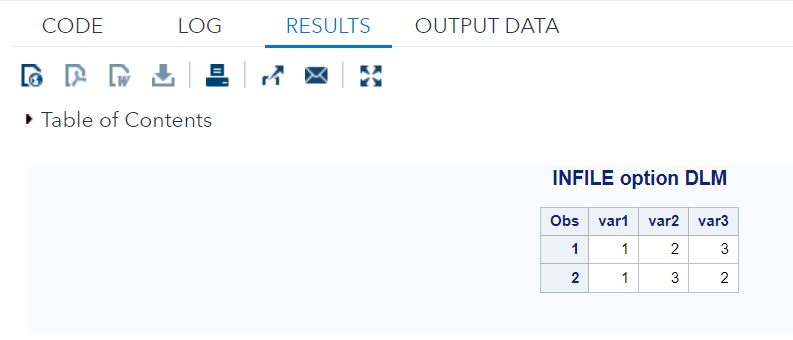 CODE LOG RESULTS OUTPUT DATA
Table of Contents
INFILE option DLM
Obs var1 var2 var3
1 1 2 3
2 1 3 2